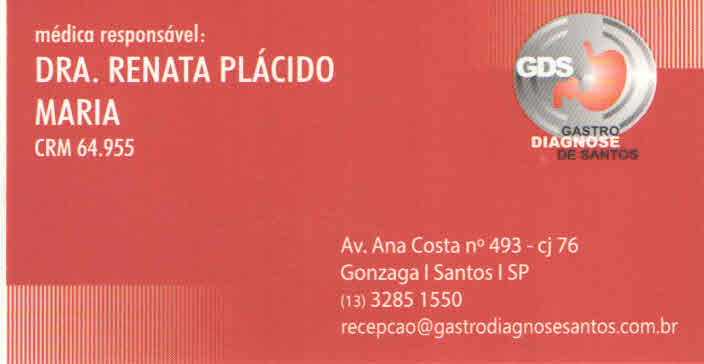 médica responsável:
DRA. RENATA PLÁCIDO
MARIA
CRM 64.955
GDS
GASTRO
DIAGNOSE
DE SANTOS
Av. Ana Costa nº 493 - cj 76
Gonzaga | Santos | SP
(13) 3285 1550
recepcao@gastrodiagnosesantos.com.br